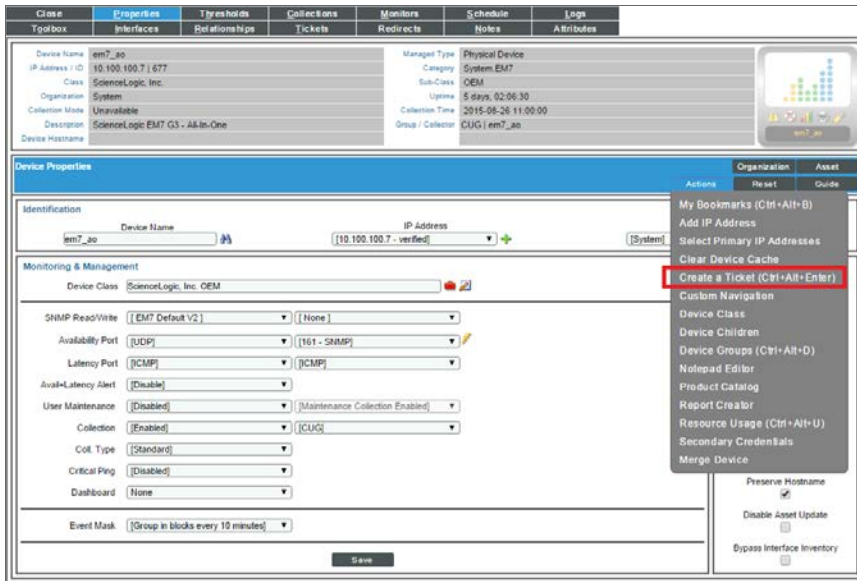 Close Properties Thresholds Collections Monitors Schedule Logs
Toolbox Interfaces Relationships Tickets Redirects Notes Attributes
Device Name em7_ao Managed Type Physical Device
IP Address / ID 10.100.100.7 | 677 Category System.EM7
Class ScienceLogic, Inc. Sub-Class OEM
Organization System Uptime 5 days, 02:06:30
Collection Mode Unavailable Collection Time 2015-06-26 11:00:00
Description ScienceLogic EM7 G3 - All-In-One Group / Collector CUG | em7_ao
Device Hostname
em7_ao
Device Properties Organization Asset
Actions Reset Guide
Identification
Device Name IP Address
em7_ao [10.100.100.7 - verified] [System]
My Bookmarks (Ctrl+Alt+B)
Add IP Address
Select Primary IP Addresses
Clear Device Cache
Create a Ticket (Ctrl+Alt+Enter)
Custom Navigation
Device Class
Device Children
Device Groups (Ctrl+Alt+D)
Notepad Editor
Product Catalog
Report Creator
Resource Usage (Ctrl+Alt+U)
Secondary Credentials
Merge Device
Monitoring & Management
Device Class ScienceLogic, Inc. OEM
SNMP Read/Write [ EM7 Default V2 ] [ None ]
Availability Port [UDP] [161 - SNMP]
Latency Port [ICMP] [ICMP]
Avail+Latency Alert [Disable]
User Maintenance [Disabled] [Maintenance Collection Enabled]
Collection [Enabled] [CUG]
Coll. Type [Standard]
Critical Ping [Disabled]
Dashboard None
Event Mask [Group in blocks every 10 minutes]
Save
Preserve Hostname
Disable Asset Update
Bypass Interface Inventory